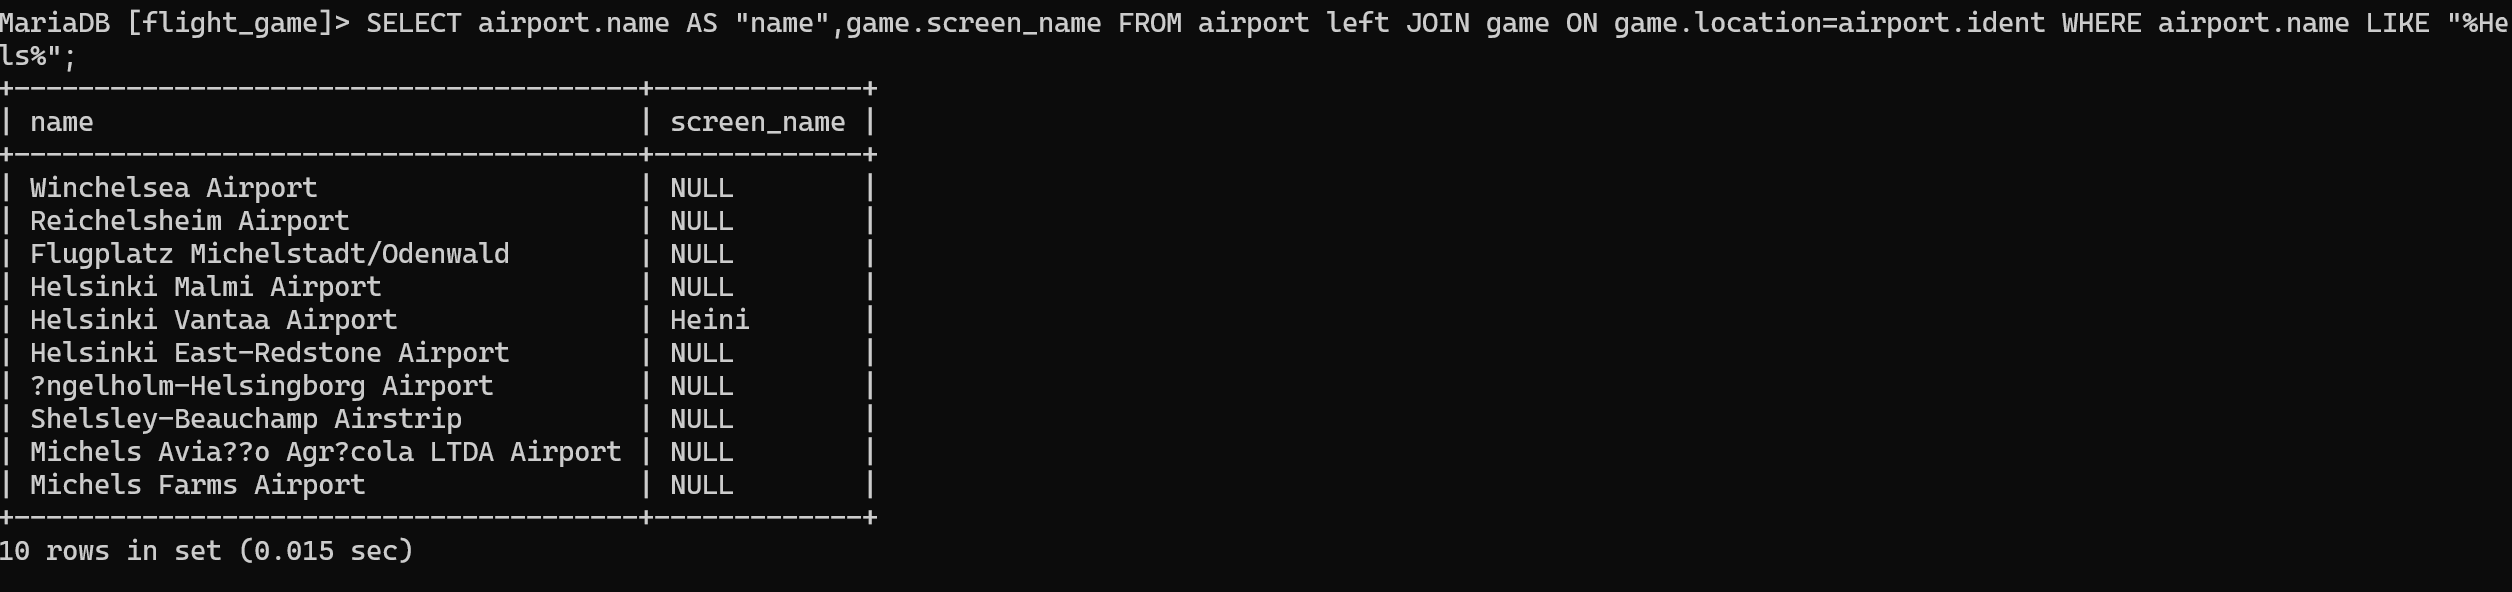 MariaDB [flight_game]> SELECT airport.name AS "name",game.screen_name FROM airport left JOIN game ON game.location=airport.ident WHERE airport.name LIKE "%He
ls%";
+---------------------------------------+-------------+
| name                                  | screen_name |
+---------------------------------------+-------------+
| Winchelsea Airport                    | NULL        |
| Reichelsheim Airport                  | NULL        |
| Flugplatz Michelstadt/Odenwald        | NULL        |
| Helsinki Malmi Airport                | NULL        |
| Helsinki Vantaa Airport               | Heini       |
| Helsinki East-Redstone Airport        | NULL        |
| ?ngelholm-Helsingborg Airport         | NULL        |
| Shelsley-Beauchamp Airstrip           | NULL        |
| Michels Avia??o Agr?cola LTDA Airport | NULL        |
| Michels Farms Airport                 | NULL        |
+---------------------------------------+-------------+
10 rows in set (0.015 sec)